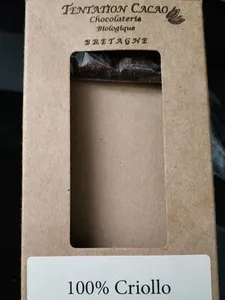 TENTATION CACAO
Chocolaterie
Biologique
BRETAGNE
100% Criollo